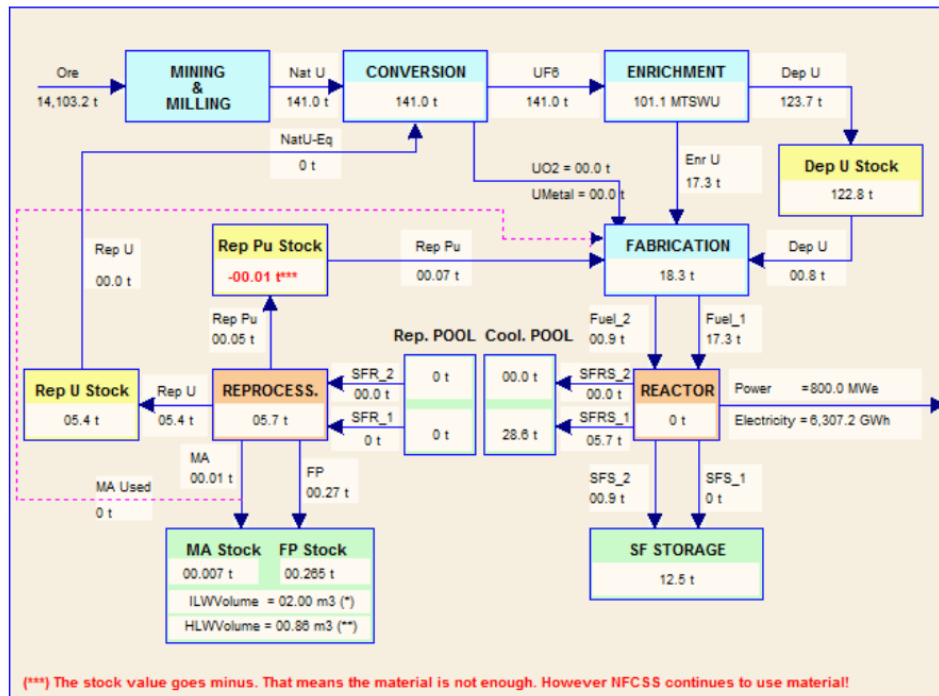 Ore
14,103.2 t
MINING
&
MILLING
Nat U
141.0 t
CONVERSION
141.0 t
UF6
141.0 t
ENRICHMENT
101.1 MTSWU
Dep U
123.7 t
NatU-Eq
0 t
UO2 = 00.0 t
UMetal = 00.0 t
Enr U
17.3 t
Dep U Stock
122.8 t
Rep U
00.0 t
Rep Pu Stock
-00.01 t***
Rep Pu
00.07 t
FABRICATION
18.3 t
Dep U
00.8 t
Rep Pu
00.05 t
Rep. POOL
Cool. POOL
Fuel_2
00.9 t
Fuel_1
17.3 t
Rep U Stock
05.4 t
Rep U
05.4 t
REPROCESS.
05.7 t
SFR_2
00.0 t
SFR_1
0 t
0 t
0 t
00.0 t
28.6 t
SFRS_2
00.0 t
SFRS_1
05.7 t
REACTOR
0 t
Power =800.0 MWe
Electricity = 6,307.2 GWh
MA
00.01 t
FP
00.27 t
MA Used
0 t
SFS_2
00.9 t
SFS_1
0 t
MA Stock FP Stock
00.007 t 00.265 t
ILWVolume = 02.00 m3 (*)
HLWVolume = 00.86 m3 (**)
SF STORAGE
12.5 t
(***) The stock value goes minus. That means the material is not enough. However NFCSS continues to use material!